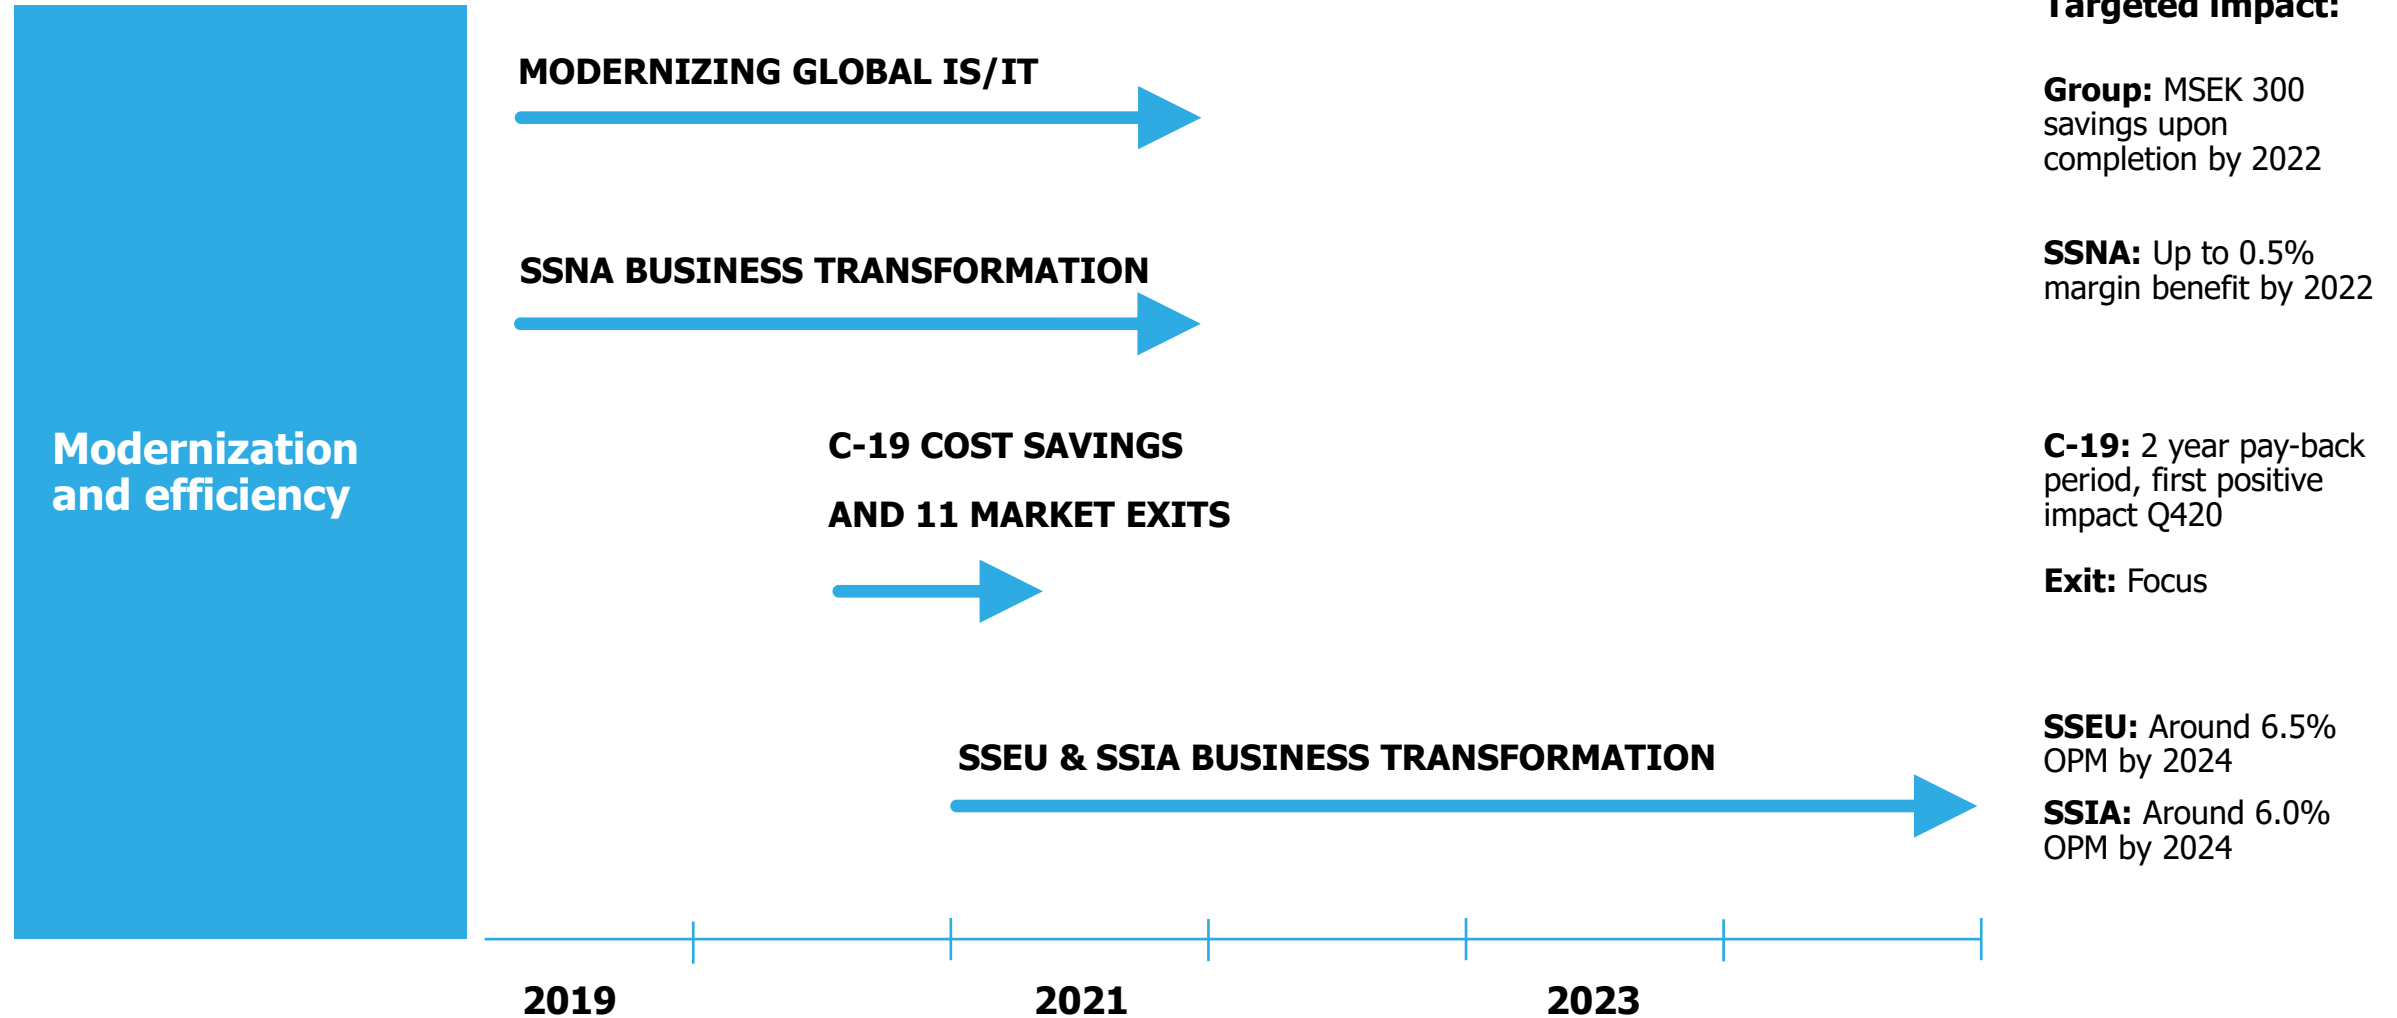 Modernization
and efficiency
MODERNIZING GLOBAL IS/IT
SSNA BUSINESS TRANSFORMATION
C-19 COST SAVINGS
AND 11 MARKET EXITS
SSEU & SSIA BUSINESS TRANSFORMATION
2019
2021
2023
Targeted impact:
Group: MSEK 300
savings upon
completion by 2022
SSNA: Up to 0.5%
margin benefit by 2022
C-19: 2 year pay-back
period, first positive
impact Q420
Exit: Focus
SSEU: Around 6.5%
OPM by 2024
SSIA: Around 6.0%
OPM by 2024